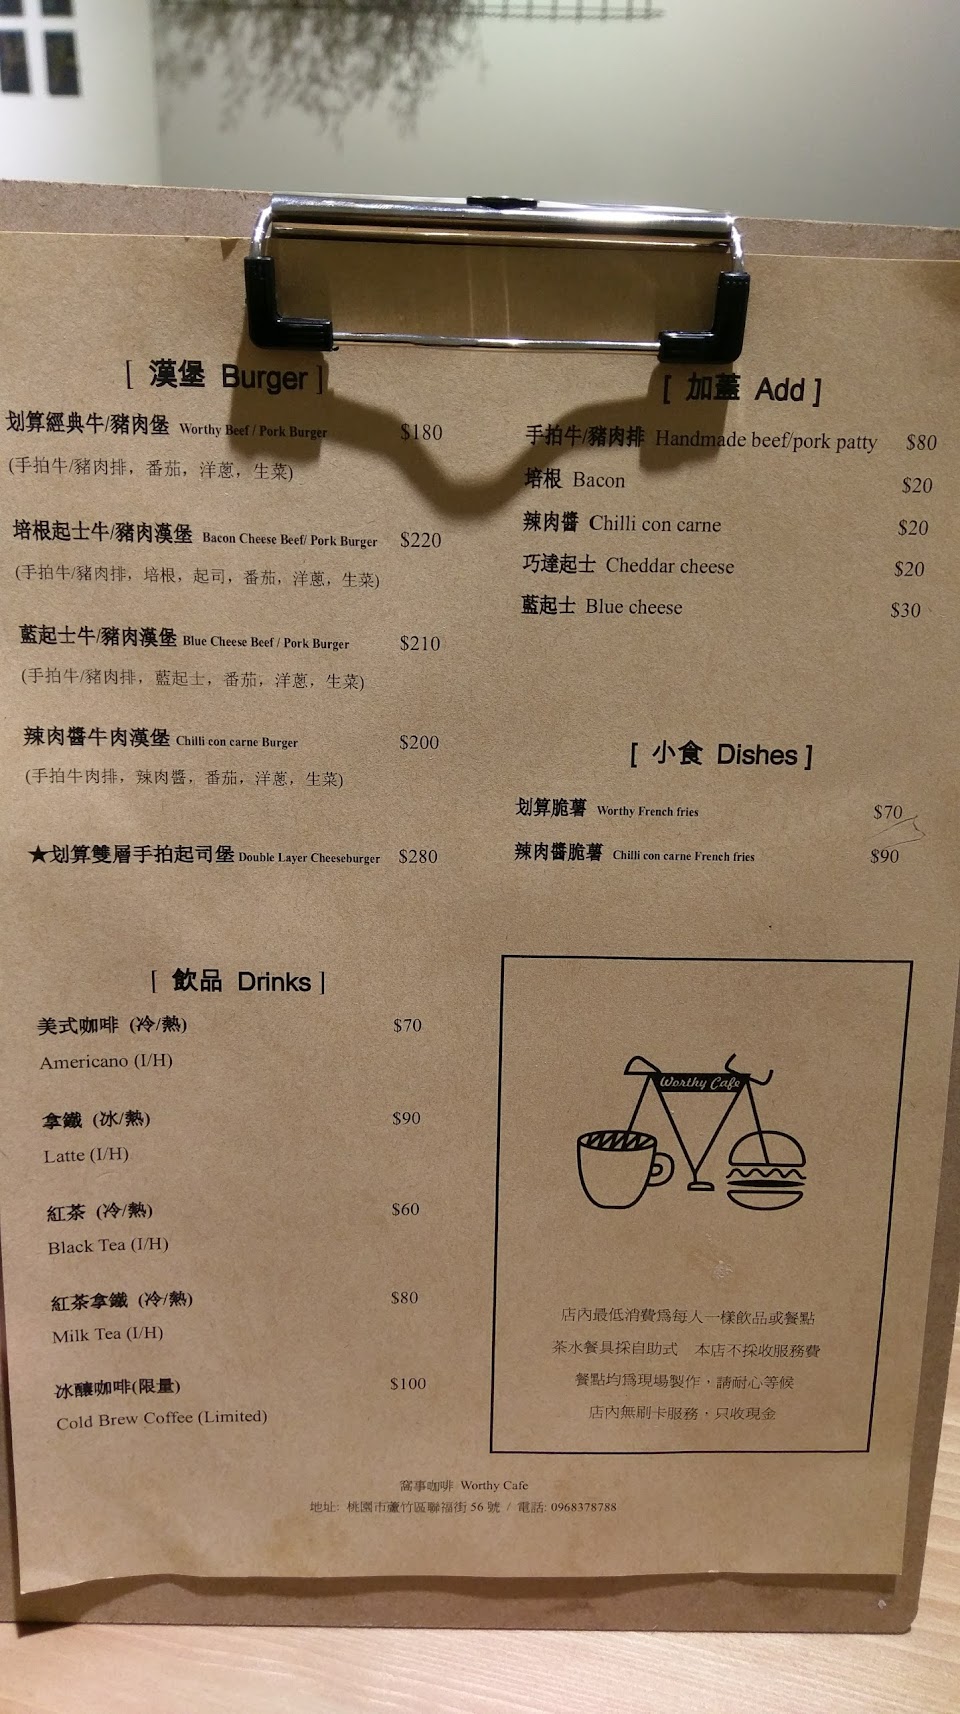 [ 漢堡 Burger ]
划算經典牛/豬肉堡 Worthy Beef / Pork Burger $180
(手拍牛/豬肉排，番茄，洋蔥，生菜)
培根起士牛/豬肉漢堡 Bacon Cheese Beef/ Pork Burger $220
(手拍牛/豬肉排，培根，起司，番茄，洋蔥，生菜)
藍起士牛/豬肉漢堡 Blue Cheese Beef / Pork Burger $210
(手拍牛/豬肉排，藍起士，番茄，洋蔥，生菜)
辣肉醬牛肉漢堡 Chilli con carne Burger $200
(手拍牛肉排，辣肉醬，番茄，洋蔥，生菜)
★划算雙層手拍起司堡 Double Layer Cheeseburger $280
[ 加蓋 Add ]
手拍牛/豬肉排 Handmade beef/pork patty $80
培根 Bacon $20
辣肉醬 Chilli con carne $20
巧達起士 Cheddar cheese $20
藍起士 Blue cheese $30
[ 小食 Dishes ]
划算脆薯 Worthy French fries $70
辣肉醬脆薯 Chilli con carne French fries $90
[ 飲品 Drinks ]
美式咖啡 (冷/熱) $70
Americano (I/H)
拿鐵 (冰/熱) $90
Latte (I/H)
紅茶 (冷/熱) $60
Black Tea (I/H)
紅茶拿鐵 (冷/熱) $80
Milk Tea (I/H)
冰釀咖啡(限量) $100
Cold Brew Coffee (Limited)
Worthy Cafe
店內最低消費為每人一樣飲品或餐點
茶水餐具採自助式 本店不採收服務費
餐點均為現場製作，請耐心等候
店內無刷卡服務，只收現金
窩事咖啡 Worthy Cafe
地址: 桃園市蘆竹區聯福街 56 號 / 電話: 0968378788